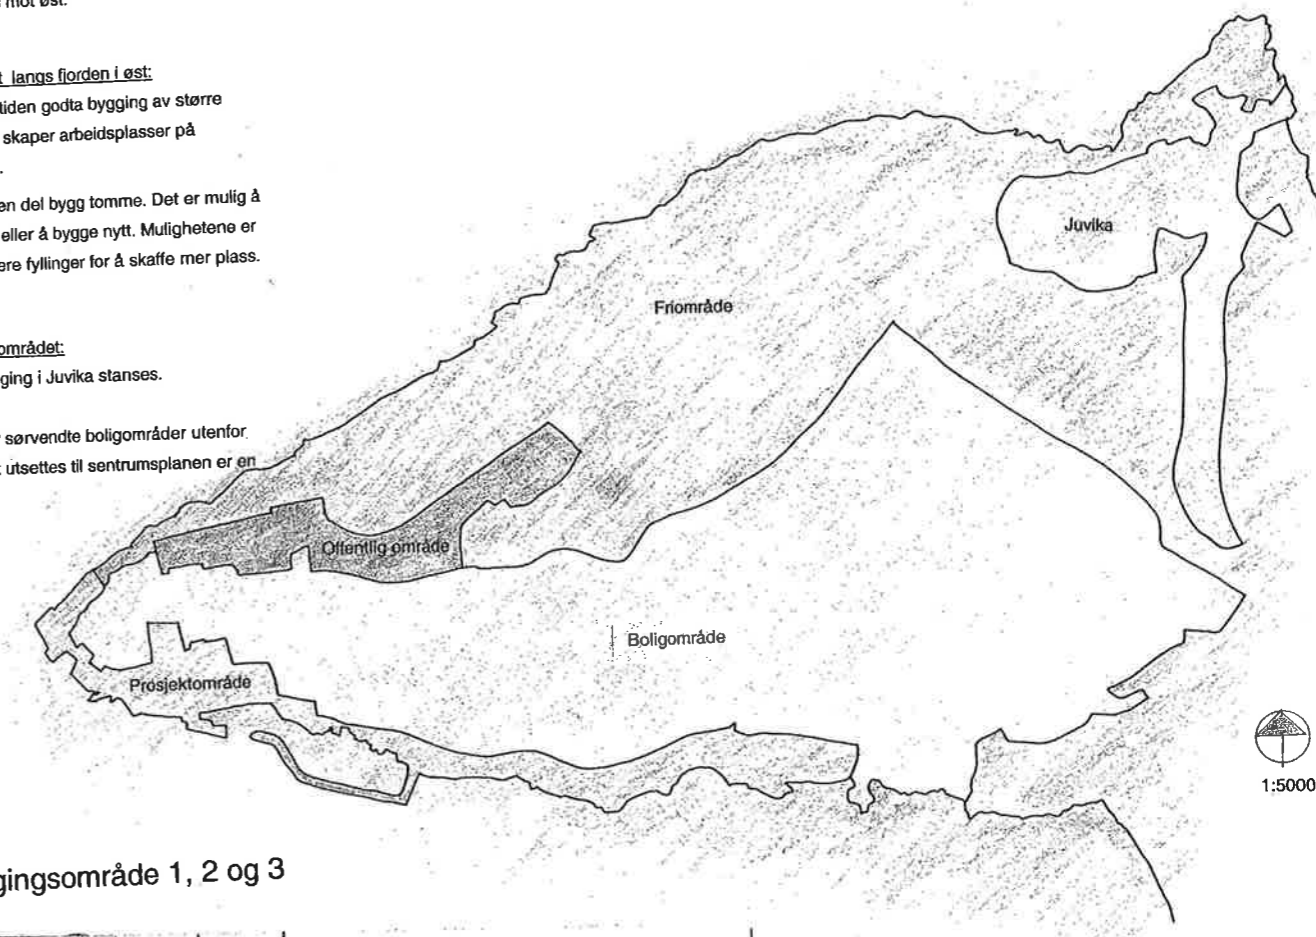 mot øst.
langs fjorden i øst:
tiden godta bygging av større
skaper arbeidsplasser på
en del bygg tomme. Det er mulig å
eller å bygge nytt. Mulighetene er
ere fyllinger for å skaffe mer plass.
området:
ging i Juvika stanses.
sørvendte boligområder utenfor
utsettes til sentrumsplanen er en
Juvika
Friområde
Offentlig område
Boligområde
Prosjektområde
1:5000
gingsområde 1, 2 og 3